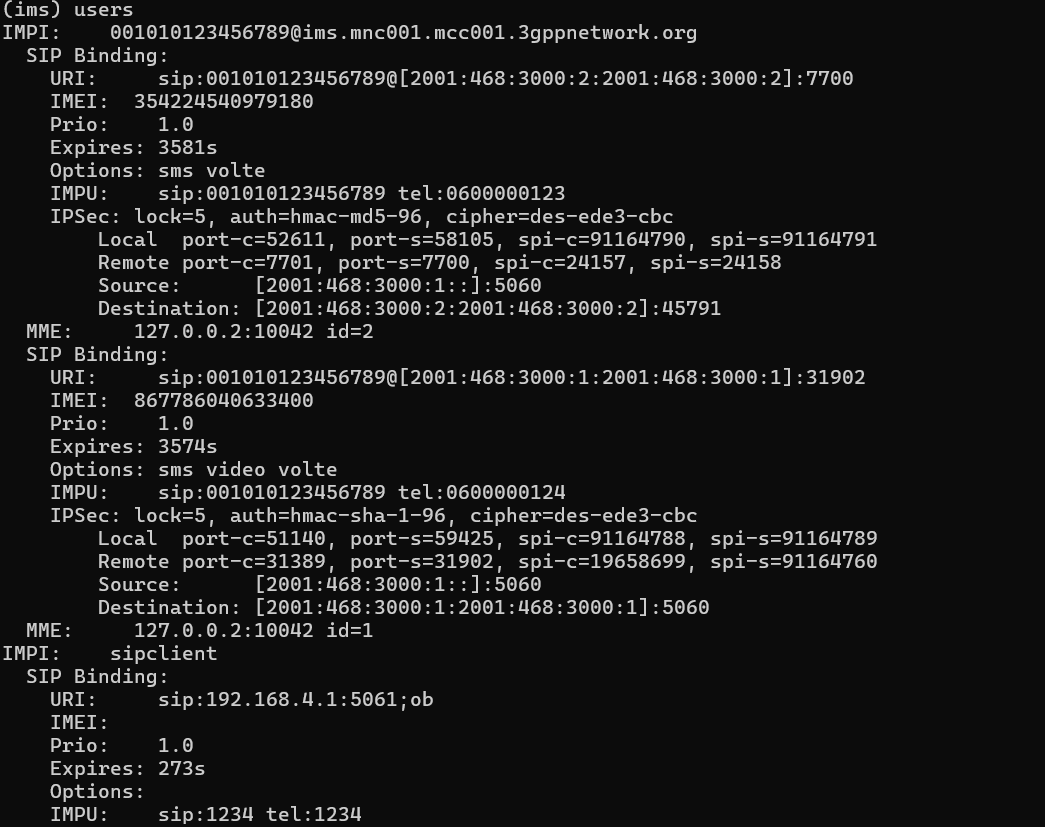 (ims) users
IMPI:    001010123456789@ims.mnc001.mcc001.3gppnetwork.org
  SIP Binding:
    URI:     sip:001010123456789@[2001:468:3000:2:2001:468:3000:2]:7700
    IMEI:  354224540979180
    Prio:    1.0
    Expires: 3581s
    Options: sms volte
    IMPU:    sip:001010123456789 tel:0600000123
    IPSec: lock=5, auth=hmac-md5-96, cipher=des-ede3-cbc
        Local  port-c=52611, port-s=58105, spi-c=91164790, spi-s=91164791
        Remote port-c=7701, port-s=7700, spi-c=24157, spi-s=24158
        Source:      [2001:468:3000:1::]:5060
        Destination: [2001:468:3000:2:2001:468:3000:2]:45791
  MME:     127.0.0.2:10042 id=2
  SIP Binding:
    URI:     sip:001010123456789@[2001:468:3000:1:2001:468:3000:1]:31902
    IMEI:  867786040633400
    Prio:    1.0
    Expires: 3574s
    Options: sms video volte
    IMPU:    sip:001010123456789 tel:0600000124
    IPSec: lock=5, auth=hmac-sha-1-96, cipher=des-ede3-cbc
        Local  port-c=51140, port-s=59425, spi-c=91164788, spi-s=91164789
        Remote port-c=31389, port-s=31902, spi-c=19658699, spi-s=91164760
        Source:      [2001:468:3000:1::]:5060
        Destination: [2001:468:3000:1:2001:468:3000:1]:5060
  MME:     127.0.0.2:10042 id=1
IMPI:    sipclient
  SIP Binding:
    URI:     sip:192.168.4.1:5061;ob
    IMEI:
    Prio:    1.0
    Expires: 273s
    Options:
    IMPU:    sip:1234 tel:1234